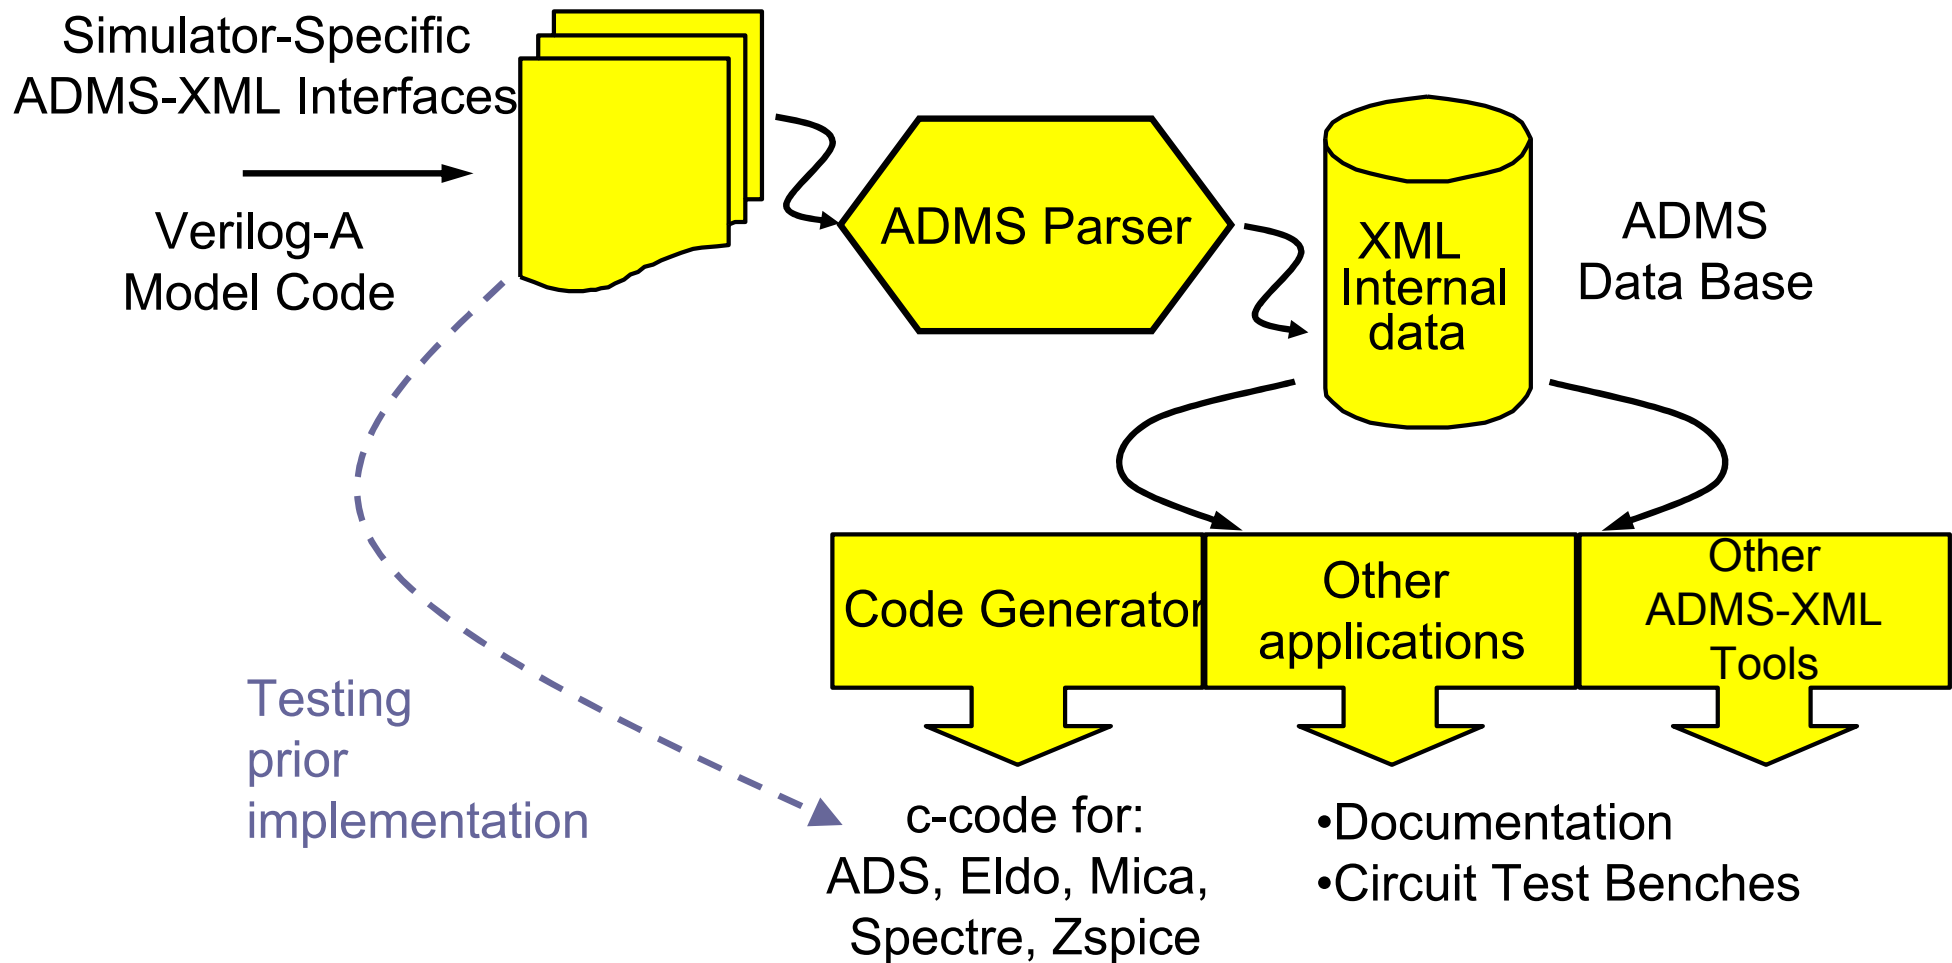 Simulator-Specific
ADMS-XML Interfaces
Verilog-A
Model Code
ADMS Parser
XML
Internal
data
ADMS
Data Base
Code Generator
Other
applications
Other
ADMS-XML
Tools
Testing
prior
implementation
c-code for:
ADS, Eldo, Mica,
Spectre, Zspice
•Documentation
•Circuit Test Benches